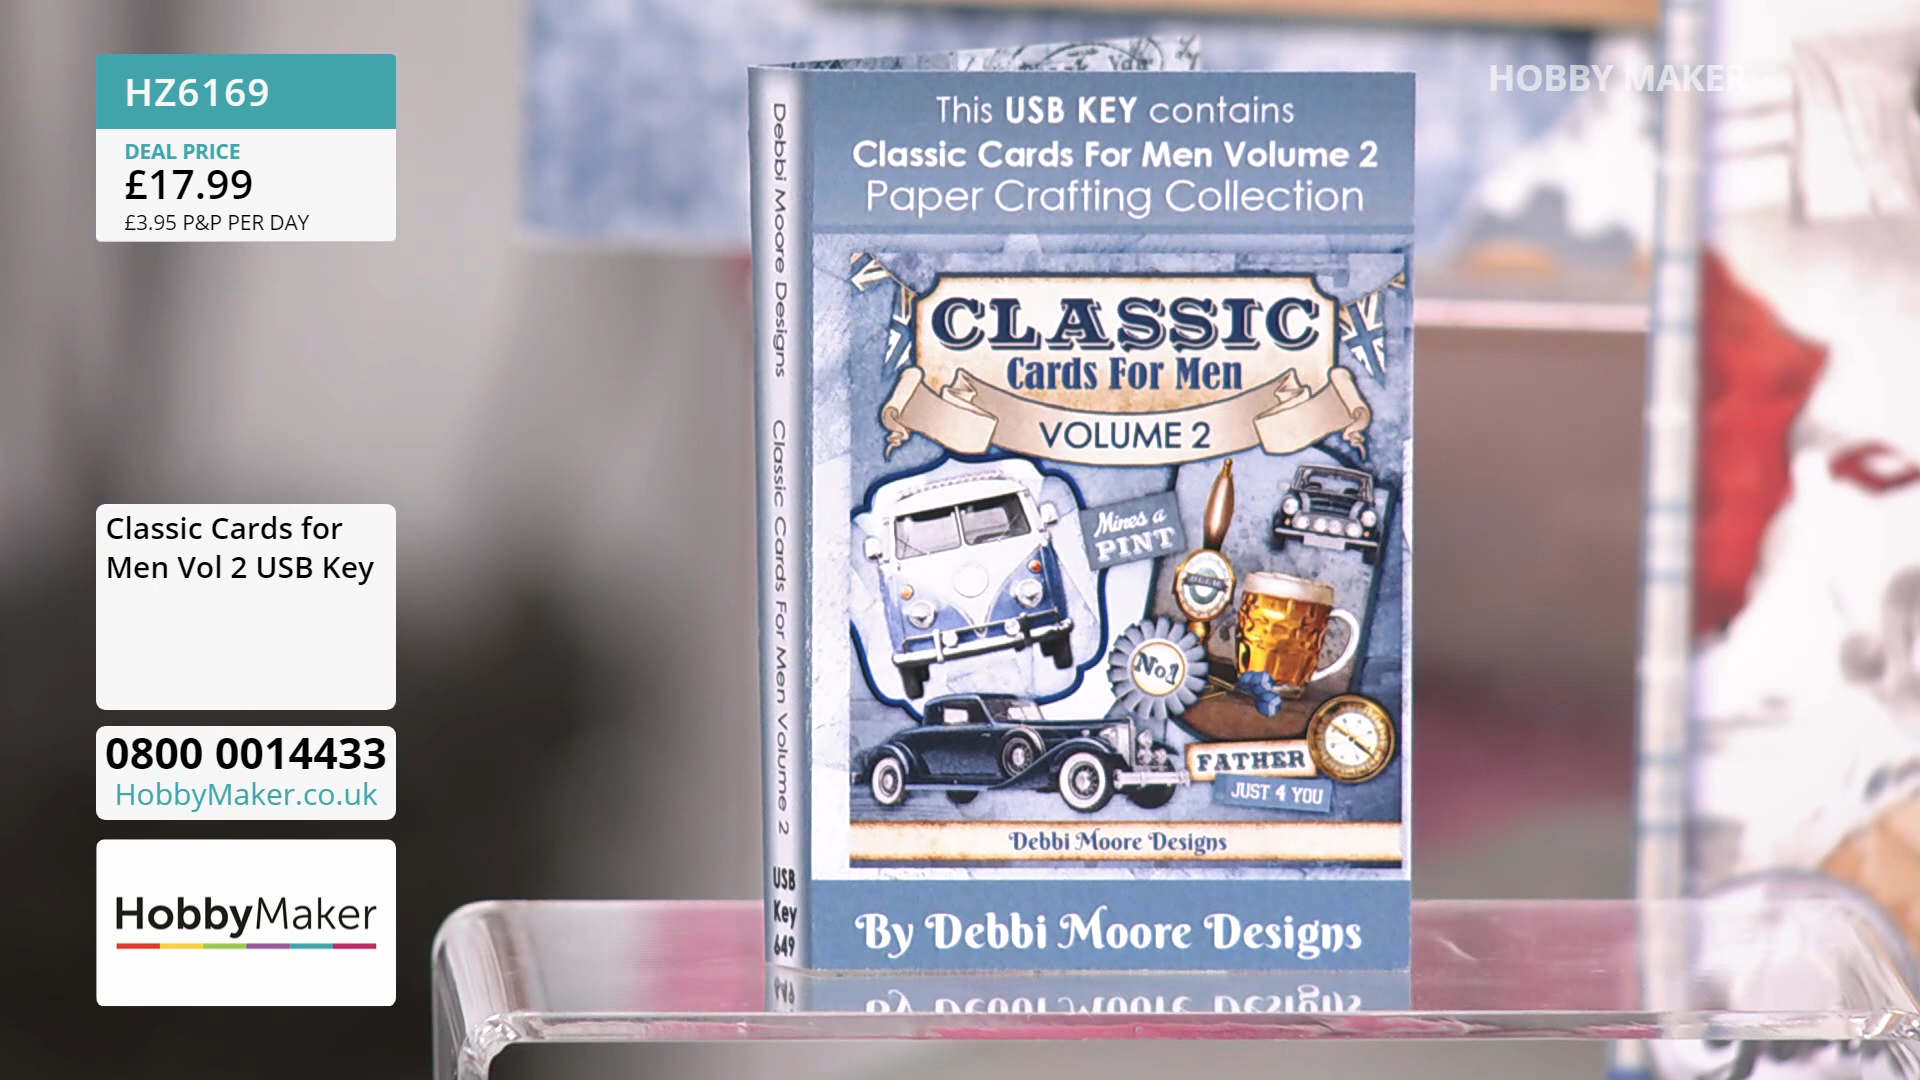 HZ6169
DEAL PRICE
£17.99
£3.95 P&P PER DAY
Classic Cards for
Men Vol 2 USB Key
0800 0014433
HobbyMaker.co.uk
HobbyMaker
HOBBY MAKER
Debbi Moore Designs Classic Cards For Men Volume 2
USB
Key
649
This USB KEY contains
Classic Cards For Men Volume 2
Paper Crafting Collection
CLASSIC
Cards For Men
VOLUME 2
Mines a
PINT
No1
FATHER
JUST 4 YOU
Debbi Moore Designs
By Debbi Moore Designs